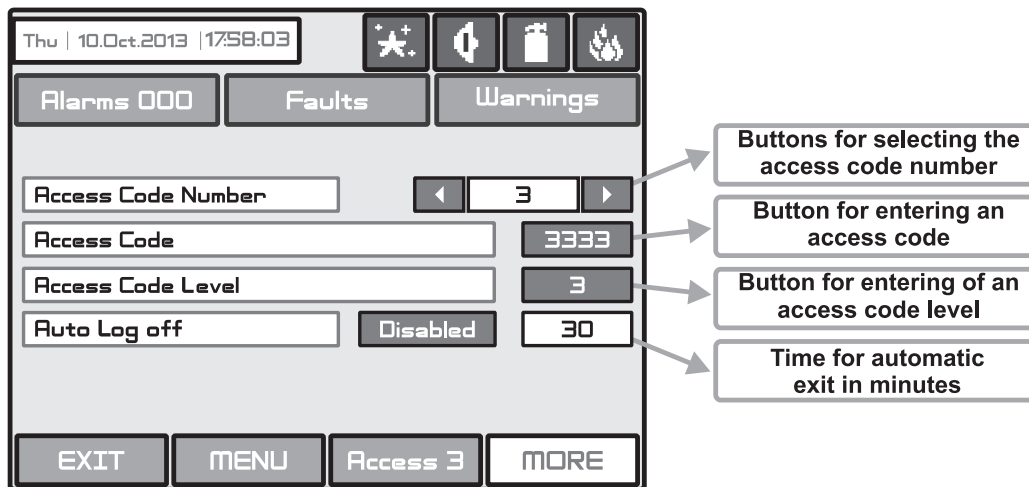 Thu | 10.Oct.2013 | 17:58:03
Alarms 000 Faults Warnings
Access Code Number 3
Access Code 3333
Access Code Level 3
Auto Log off Disabled 30
EXIT MENU Access 3 MORE
Buttons for selecting the
access code number
Button for entering an
access code
Button for entering of an
access code level
Time for automatic
exit in minutes